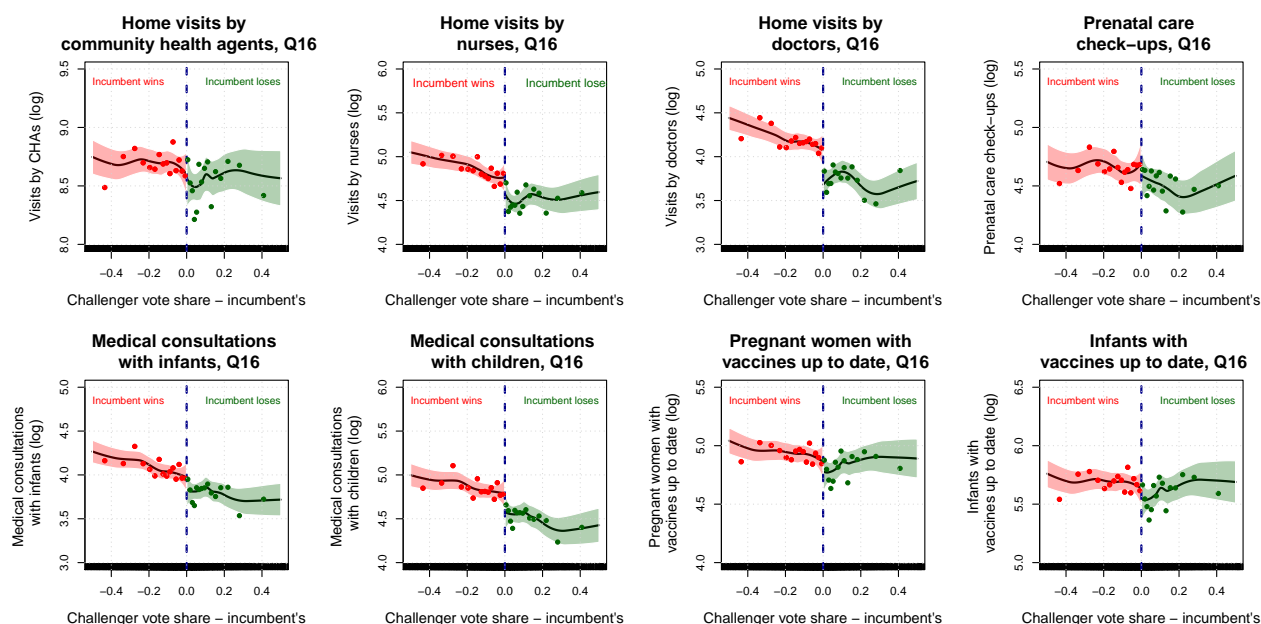 Home visits by
community health agents, Q16
9.5
9.0
8.5
8.0
Visits by CHAs (log)
Incumbent wins
Incumbent loses
−0.4
−0.2
0.0
0.2
0.4
Challenger vote share − incumbent's
Home visits by
nurses, Q16
6.0
5.5
5.0
4.5
4.0
Visits by nurses (log)
Incumbent wins
Incumbent lose
−0.4
−0.2
0.0
0.2
0.4
Challenger vote share − incumbent's
Home visits by
doctors, Q16
5.0
4.5
4.0
3.5
3.0
Visits by doctors (log)
Incumbent wins
Incumbent loses
−0.4
−0.2
0.0
0.2
0.4
Challenger vote share − incumbent's
Prenatal care
check−ups, Q16
5.5
5.0
4.5
4.0
Prenatal care check−ups (log)
Incumbent wins
Incumbent loses
−0.4
−0.2
0.0
0.2
0.4
Challenger vote share − incumbent's
Medical consultations
with infants, Q16
5.0
4.5
4.0
3.5
3.0
Medical consultations
with infants (log)
Incumbent wins
Incumbent loses
−0.4
−0.2
0.0
0.2
0.4
Challenger vote share − incumbent's
Medical consultations
with children, Q16
6.0
5.5
5.0
4.5
4.0
Medical consultations
with children (log)
Incumbent wins
Incumbent loses
−0.4
−0.2
0.0
0.2
0.4
Challenger vote share − incumbent's
Pregnant women with
vaccines up to date, Q16
5.5
5.0
4.5
4.0
Pregnant women with
vaccines up to date (log)
Incumbent wins
Incumbent loses
−0.4
−0.2
0.0
0.2
0.4
Challenger vote share − incumbent's
Infants with
vaccines up to date, Q16
6.5
6.0
5.5
5.0
Infants with
vaccines up to date (log)
Incumbent wins
Incumbent loses
−0.4
−0.2
0.0
0.2
0.4
Challenger vote share − incumbent's